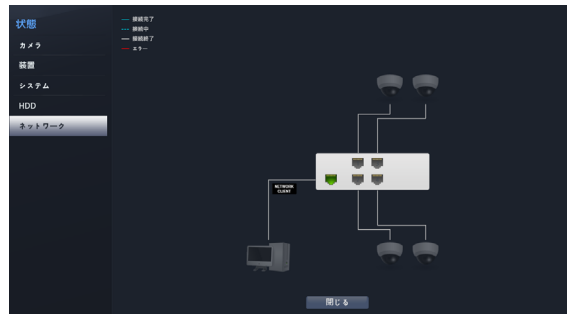 状態
カメラ
装置
システム
HDD
ネットワーク
接続完了
接続中
接続終了
エラー
NETWORK
CLIENT
閉じる